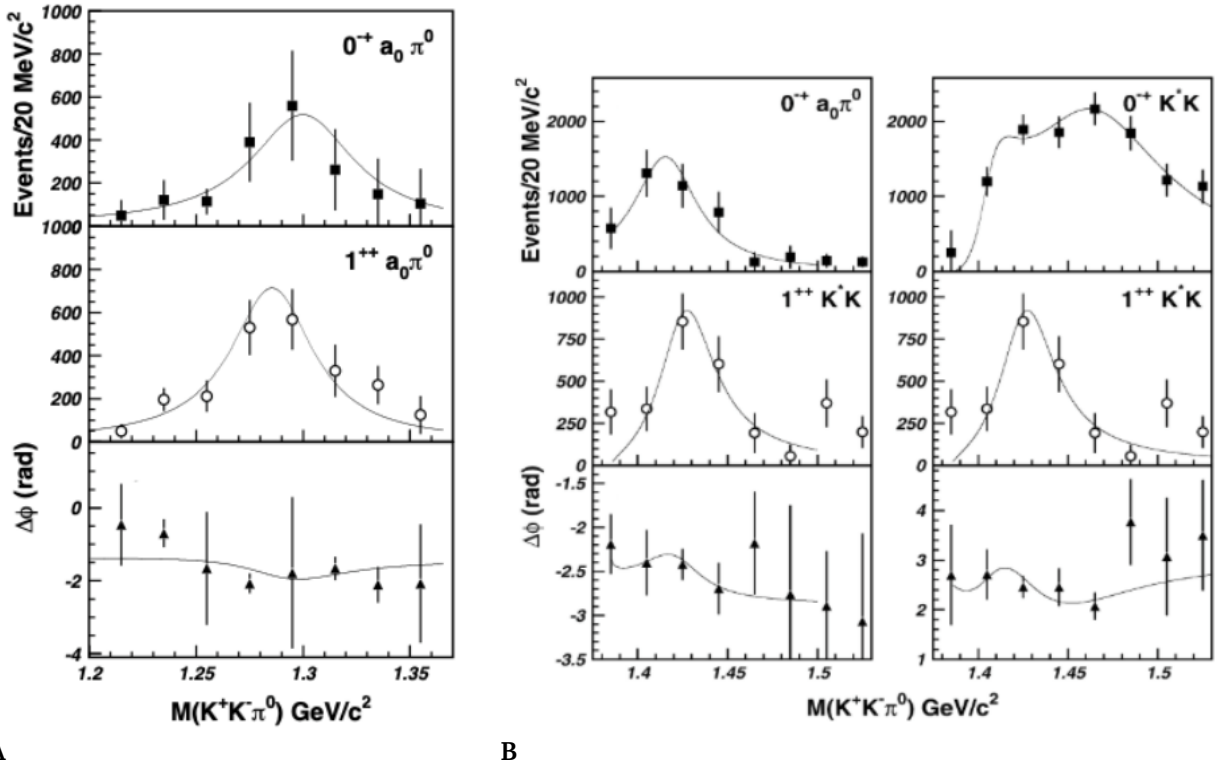 1000
800
600
400
200
Events/20 MeV/c²
0⁻⁺ a₀ π⁰
1000
800
600
400
200
0
1⁺⁺ a₀π⁰
0
-2
-4
Δϕ (rad)
1.2 1.25 1.3 1.35
M(K⁺K⁻π⁰) GeV/c²
A
2000
1000
0
Events/20 MeV/c²
0⁻⁺ a₀π⁰
1000
750
500
250
0
1⁺⁺ K*K
-1.5
-2
-2.5
-3
-3.5
Δϕ (rad)
1.4 1.45 1.5
2000
1000
0
0⁻⁺ K*K
1000
750
500
250
0
1⁺⁺ K*K
4
3
2
1
1.4 1.45 1.5
M(K⁺K⁻π⁰) GeV/c²
B